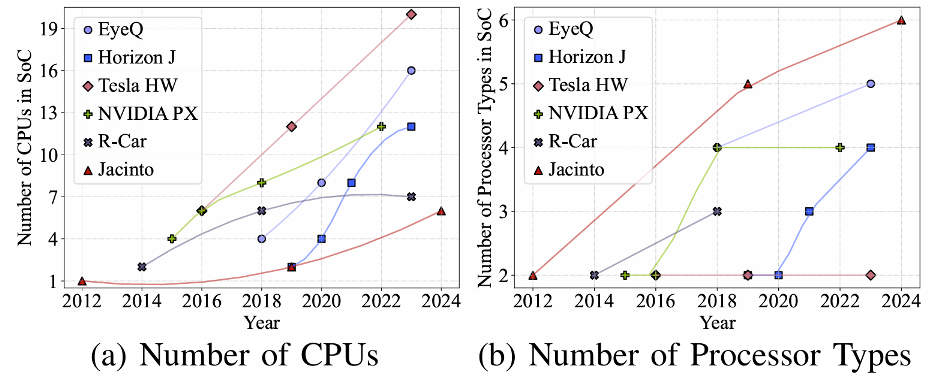 Number of CPUs in SoC
19
16
13
10
7
4
1
EyeQ
Horizon J
Tesla HW
NVIDIA PX
R-Car
Jacinto
2012 2014 2016 2018 2020 2022 2024
Year
(a) Number of CPUs
Number of Processor Types in SoC
6
5
4
3
2
EyeQ
Horizon J
Tesla HW
NVIDIA PX
R-Car
Jacinto
2012 2014 2016 2018 2020 2022 2024
Year
(b) Number of Processor Types